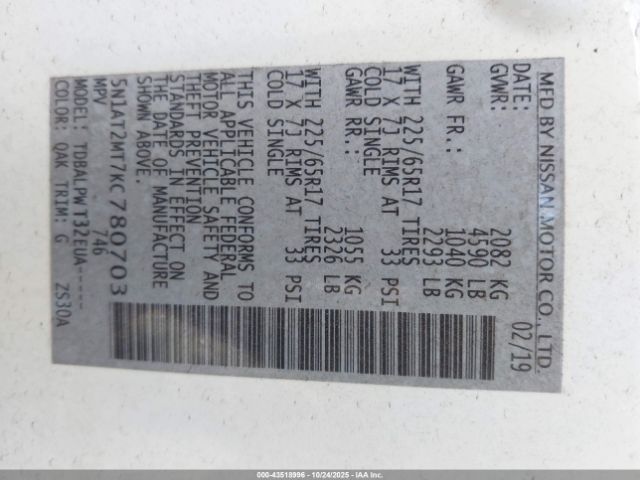 MFD BY NISSAN MOTOR CO., LTD.
DATE: 02/19
GVWR: 2082 KG
4590 LB
GAWR FR.: 1040 KG
2293 LB
WITH 225/65R17 TIRES
17 X 7J RIMS AT 33 PSI
COLD SINGLE
GAWR RR.: 1055 KG
2326 LB
WITH 225/65R17 TIRES
17 X 7J RIMS AT 33 PSI
COLD SINGLE
THIS VEHICLE CONFORMS TO
ALL APPLICABLE FEDERAL
MOTOR VEHICLE SAFETY AND
THEFT PREVENTION
STANDARDS IN EFFECT ON
THE DATE OF MANUFACTURE
SHOWN ABOVE.
5N1AT2MT7KC780703
MPV 746
MODEL: TDBALPWT32EUA-----
COLOR: QAK TRIM: G ZS30A
000-43518996 - 10/24/2025 - IAA Inc.